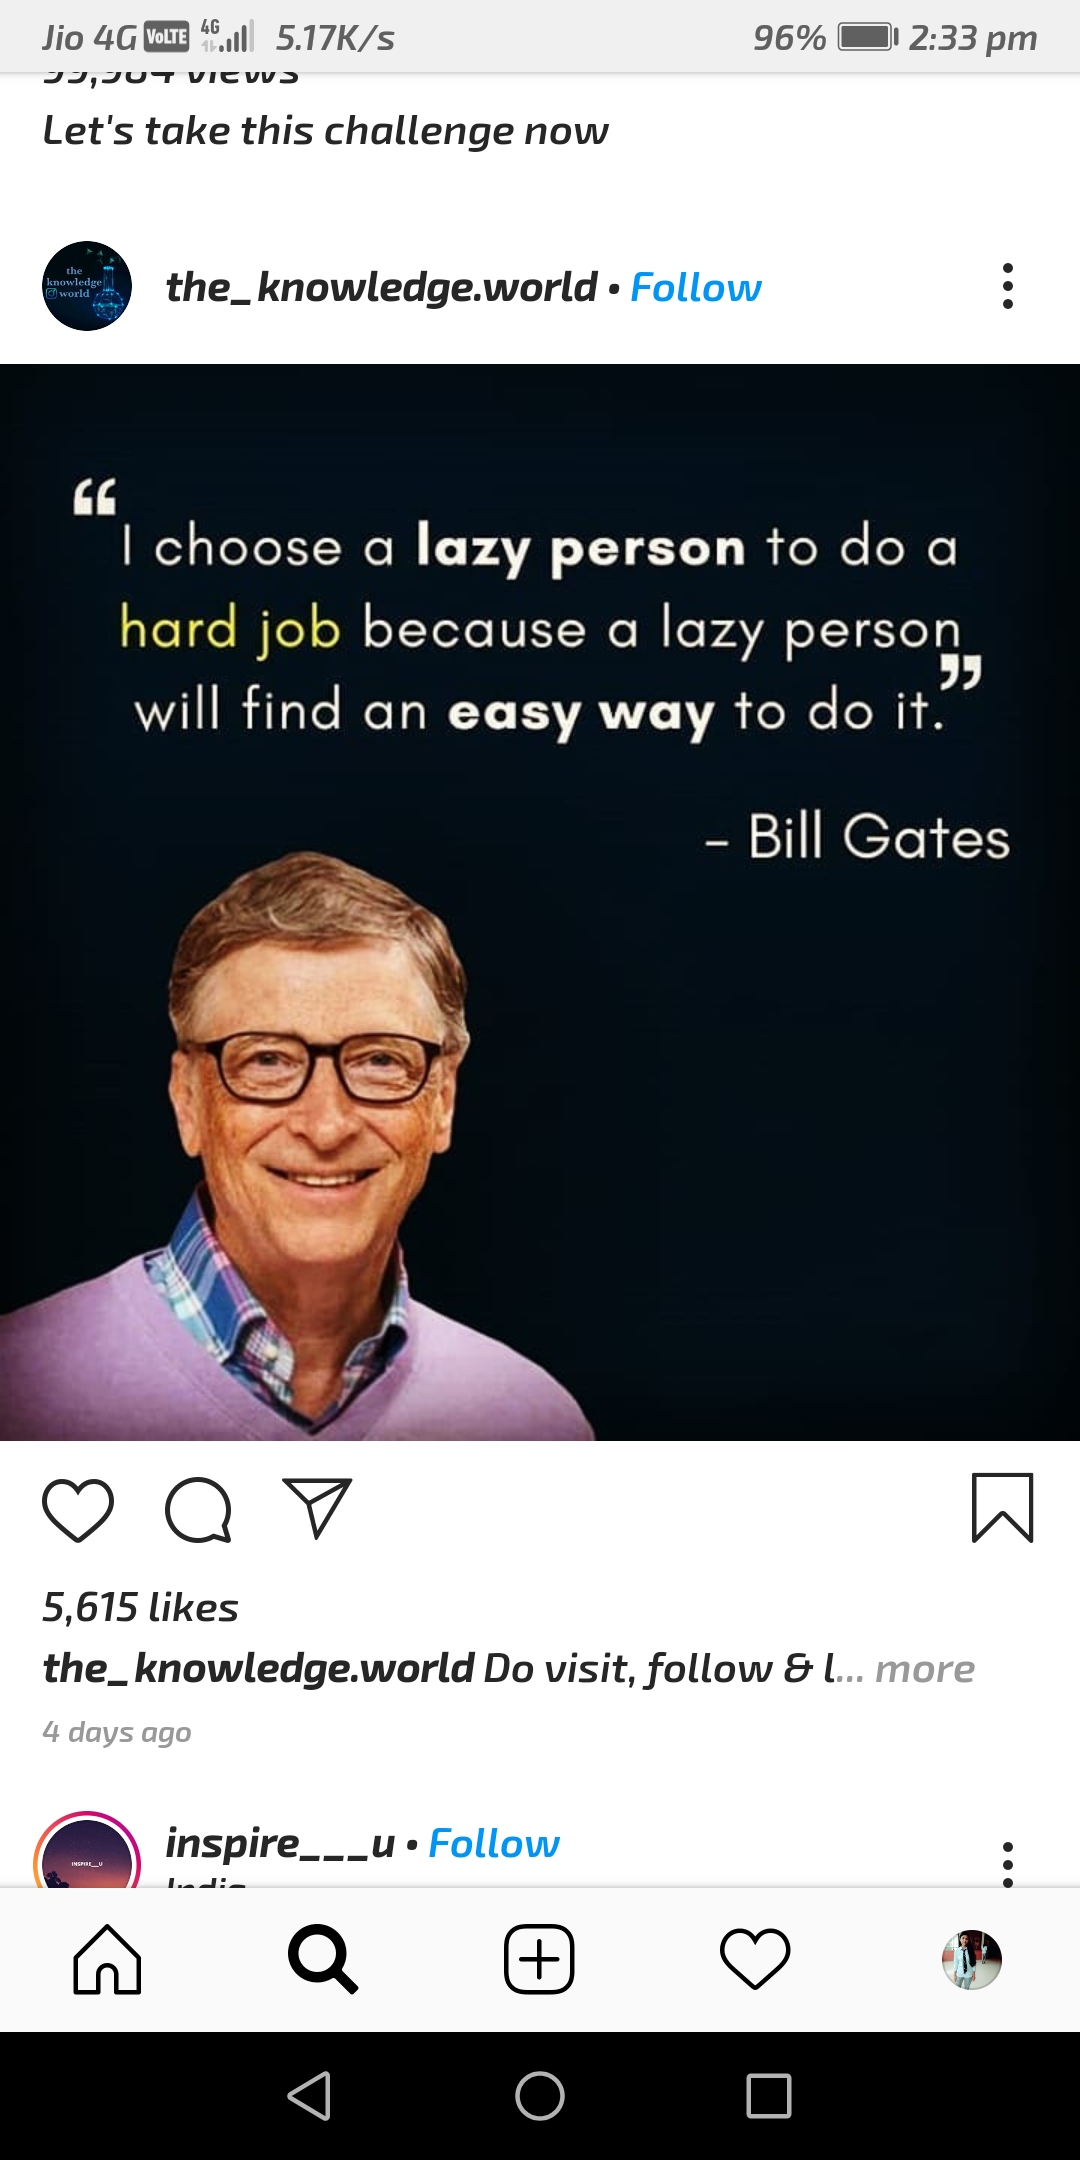 Jio 4G VoLTE 4G 5.17K/s 96% 2:33 pm
views
Let's take this challenge now
the knowledge world
the_knowledge.world • Follow
“I choose a lazy person to do a
hard job because a lazy person
will find an easy way to do it.”
– Bill Gates
5,615 likes
the_knowledge.world Do visit, follow & l... more
4 days ago
INSPIRE__U
inspire___u • Follow